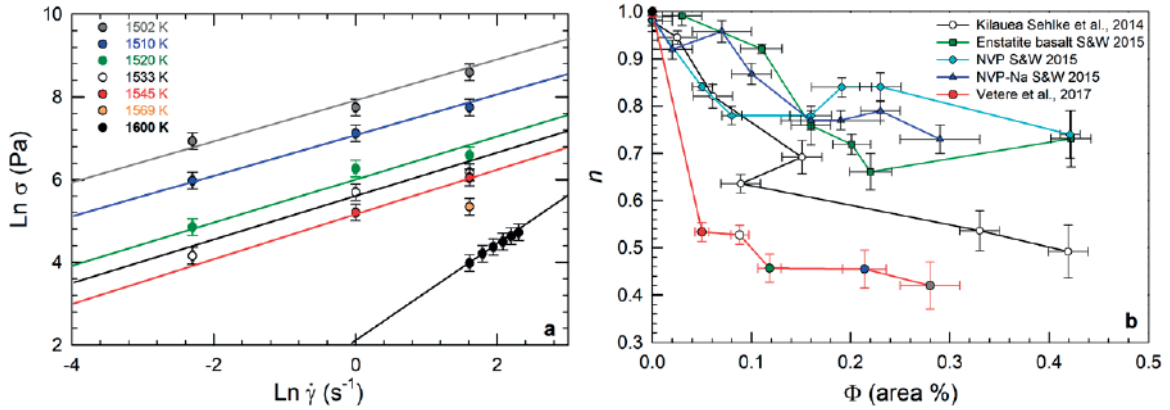 10
8
6
4
2
Ln σ (Pa)
1502 K
1510 K
1520 K
1533 K
1545 K
1569 K
1600 K
a
-4
-2
0
2
Ln γ̇ (s⁻¹)
1.0
0.9
0.8
0.7
0.6
0.5
0.4
0.3
n
Kilauea Sehlke et al., 2014
Enstatite basalt S&W 2015
NVP S&W 2015
NVP-Na S&W 2015
Vetere et al., 2017
b
0.0
0.1
0.2
0.3
0.4
0.5
Φ (area %)